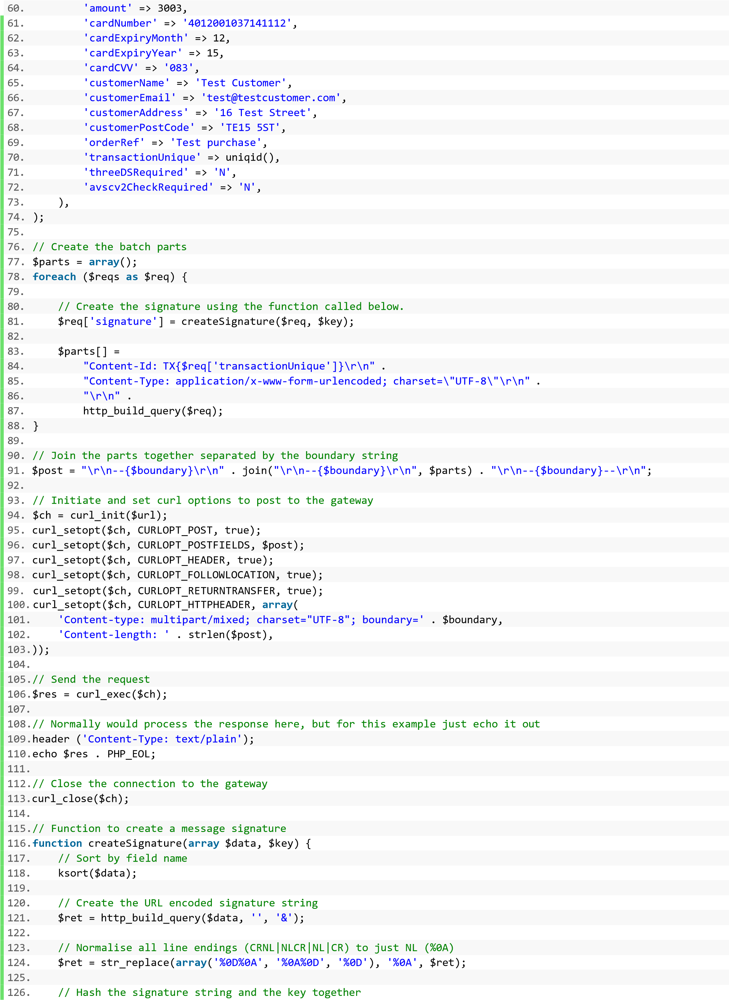 60. 'amount' => 3003,
61. 'cardNumber' => '4012001037141112',
62. 'cardExpiryMonth' => 12,
63. 'cardExpiryYear' => 15,
64. 'cardCVV' => '083',
65. 'customerName' => 'Test Customer',
66. 'customerEmail' => 'test@testcustomer.com',
67. 'customerAddress' => '16 Test Street',
68. 'customerPostCode' => 'TE15 5ST',
69. 'orderRef' => 'Test purchase',
70. 'transactionUnique' => uniqid(),
71. 'threeDSRequired' => 'N',
72. 'avscv2CheckRequired' => 'N',
73. ),
74. );
75.
76. // Create the batch parts
77. $parts = array();
78. foreach ($reqs as $req) {
79.
80. // Create the signature using the function called below.
81. $req['signature'] = createSignature($req, $key);
82.
83. $parts[] =
84. "Content-Id: TX{$req['transactionUnique']}\r\n" .
85. "Content-Type: application/x-www-form-urlencoded; charset=\"UTF-8\"\r\n" .
86. "\r\n" .
87. http_build_query($req);
88. }
89.
90. // Join the parts together separated by the boundary string
91. $post = "\r\n--{$boundary}\r\n" . join("\r\n--{$boundary}\r\n", $parts) . "\r\n--{$boundary}--\r\n";
92.
93. // Initiate and set curl options to post to the gateway
94. $ch = curl_init($url);
95. curl_setopt($ch, CURLOPT_POST, true);
96. curl_setopt($ch, CURLOPT_POSTFIELDS, $post);
97. curl_setopt($ch, CURLOPT_HEADER, true);
98. curl_setopt($ch, CURLOPT_FOLLOWLOCATION, true);
99. curl_setopt($ch, CURLOPT_RETURNTRANSFER, true);
100. curl_setopt($ch, CURLOPT_HTTPHEADER, array(
101. 'Content-type: multipart/mixed; charset="UTF-8"; boundary=' . $boundary,
102. 'Content-length: ' . strlen($post),
103. ));
104.
105. // Send the request
106. $res = curl_exec($ch);
107.
108. // Normally would process the response here, but for this example just echo it out
109. header ('Content-Type: text/plain');
110. echo $res . PHP_EOL;
111.
112. // Close the connection to the gateway
113. curl_close($ch);
114.
115. // Function to create a message signature
116. function createSignature(array $data, $key) {
117. // Sort by field name
118. ksort($data);
119.
120. // Create the URL encoded signature string
121. $ret = http_build_query($data, '', '&');
122.
123. // Normalise all line endings (CRNL|NLCR|NL|CR) to just NL (%0A)
124. $ret = str_replace(array('%0D%0A', '%0A%0D', '%0D'), '%0A', $ret);
125.
126. // Hash the signature string and the key together